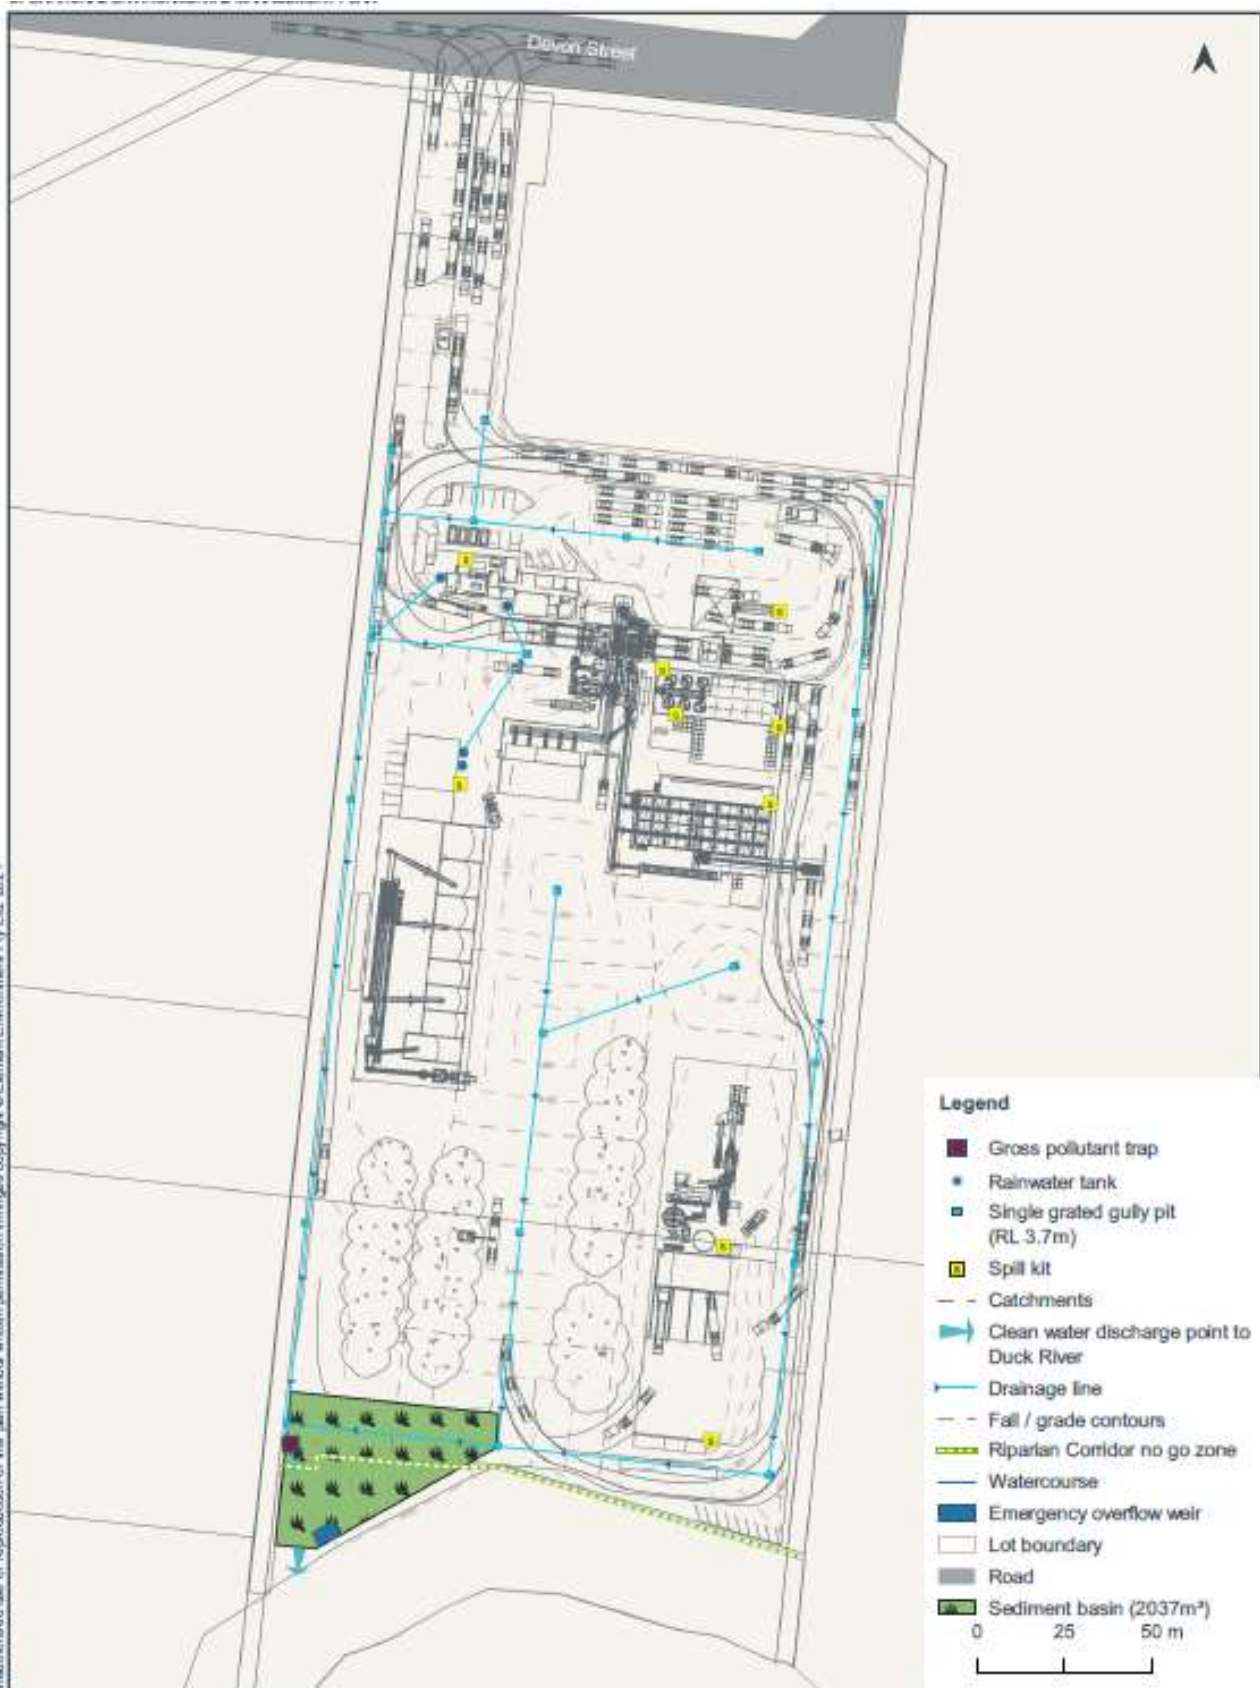 Devon Street
Legend
Gross pollutant trap
Rainwater tank
Single grated gully pit
(RL 3.7m)
Spill kit
Catchments
Clean water discharge point to
Duck River
Drainage line
Fall / grade contours
Riparian Corridor no go zone
Watercourse
Emergency overflow weir
Lot boundary
Road
Sediment basin (2037m³)
0 25 50 m